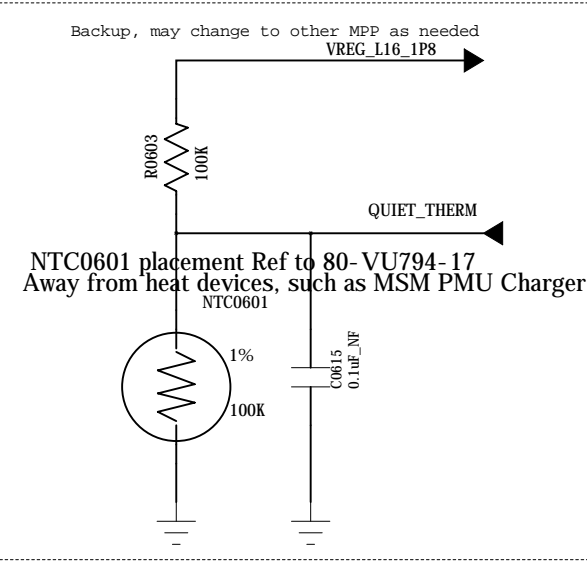 Backup, may change to other MPP as needed
VREG_L16_1P8
R0603
100K
QUIET_THERM
NTC0601 placement Ref to 80-VU794-17
Away from heat devices, such as MSM PMU Charger
NTC0601
1%
100K
C0615
0.1uF_NF